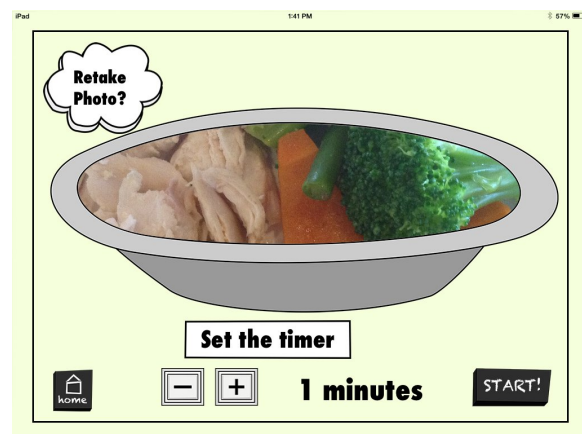 iPad 1:41 PM 57%
Retake
Photo?
Set the timer
− + 1 minutes
home
START!